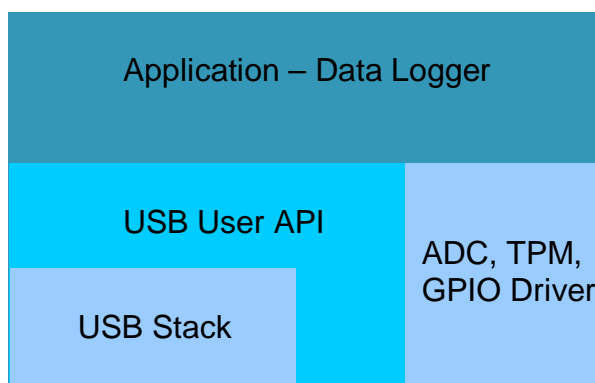 Application – Data Logger
USB User API
ADC, TPM,
GPIO Driver
USB Stack